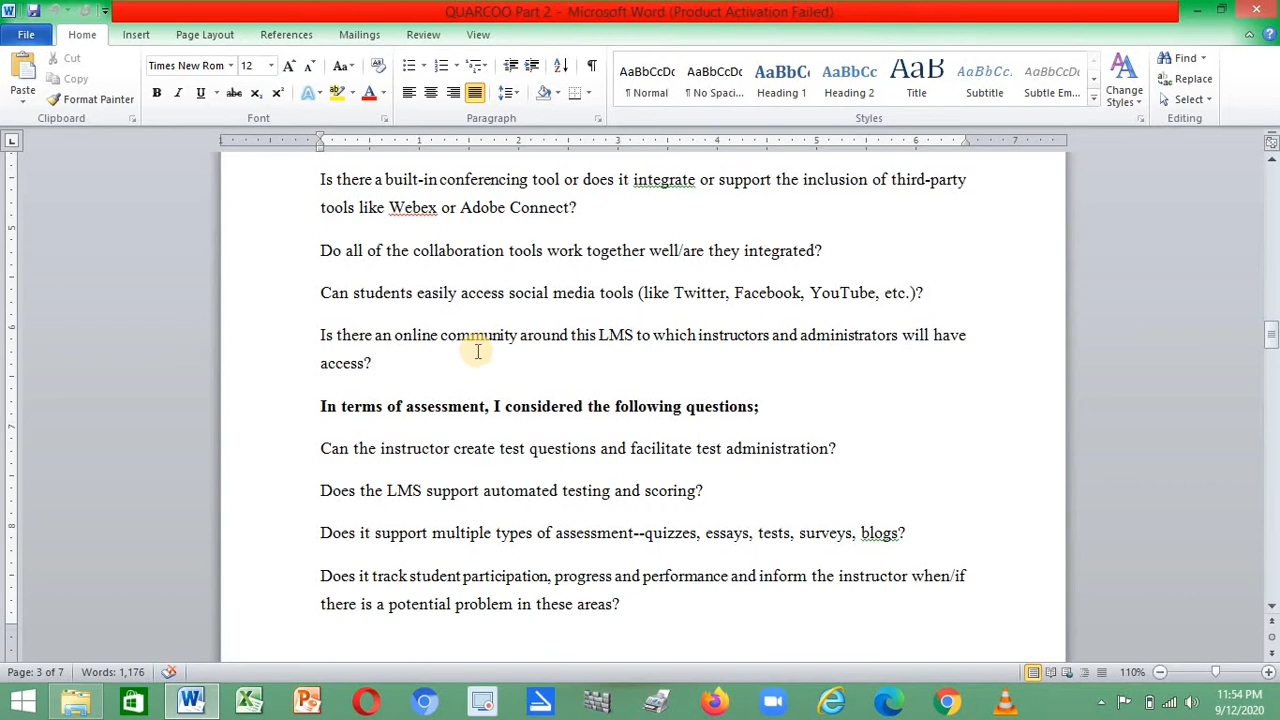 QUARCOO Part 2 - Microsoft Word (Product Activation Failed)
File Home Insert Page Layout References Mailings Review View
Paste
Cut
Copy
Format Painter
Clipboard
Times New Rom 12
Font
Paragraph
AaBbCcDc AaBbCcDc AaBbCc AaBbCc AaB AaBbCcL AaBbCcDt
¶ Normal ¶ No Spaci... Heading 1 Heading 2 Title Subtitle Subtle Em...
Change Styles
Styles
Find
Replace
Select
Editing
1 2 3 4 5 6 7
Is there a built-in conferencing tool or does it integrate or support the inclusion of third-party
tools like Webex or Adobe Connect?
Do all of the collaboration tools work together well/are they integrated?
Can students easily access social media tools (like Twitter, Facebook, YouTube, etc.)?
Is there an online community around this LMS to which instructors and administrators will have
access?
In terms of assessment, I considered the following questions;
Can the instructor create test questions and facilitate test administration?
Does the LMS support automated testing and scoring?
Does it support multiple types of assessment--quizzes, essays, tests, surveys, blogs?
Does it track student participation, progress and performance and inform the instructor when/if
there is a potential problem in these areas?
Page: 3 of 7 Words: 1,176 110%
11:54 PM
9/12/2020